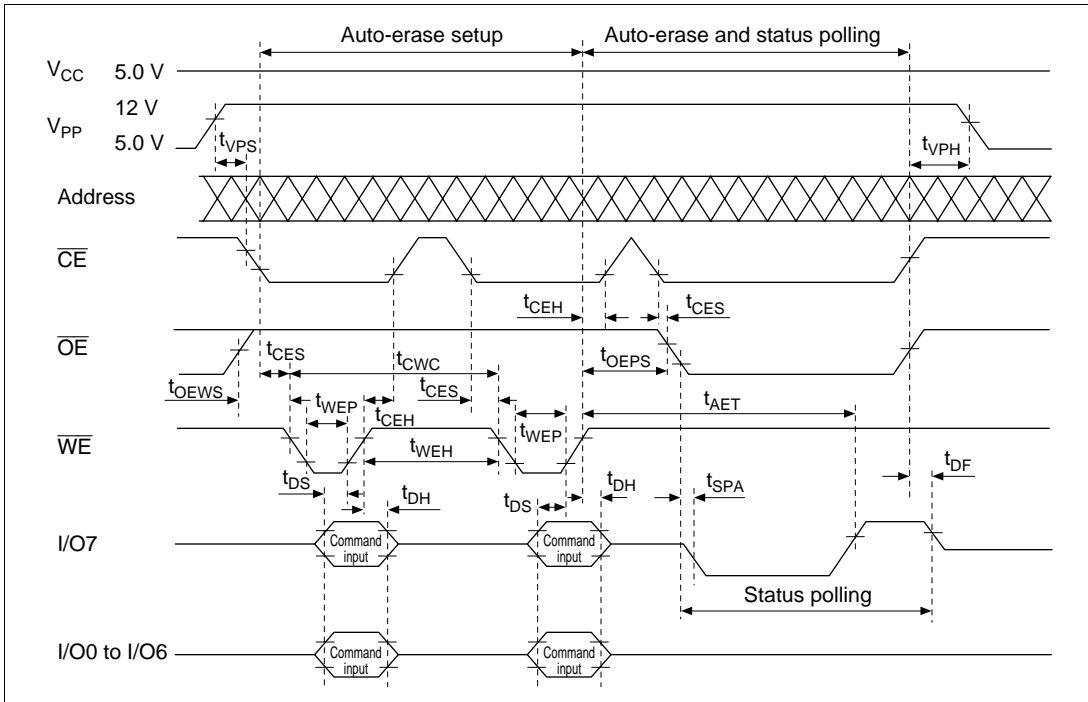 Auto-erase setup Auto-erase and status polling
VCC 5.0 V
12 V
VPP
5.0 V
tVPS tVPH
Address
CE
tCEH tCES
OE
tCES tCWC tOEPS
tOEWS tWEP tCES tAET
tCEH tWEP
WE
tWEH
tDS tDH tDS tDH tSPA tDF
I/O7 Command input Command input
Status polling
I/O0 to I/O6 Command input Command input